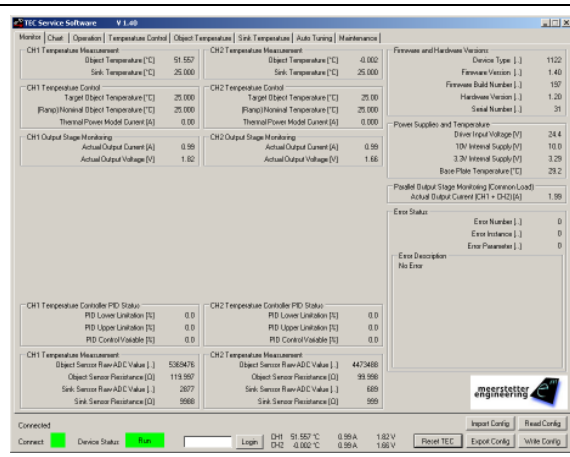 TEC Service Software V 1.40
Monitor Chart Operation Temperature Control Object Temperature Sink Temperature Auto Tuning Maintenance
CH1 Temperature Measurement
Object Temperature [°C] 51.557
Sink Temperature [°C] 25.000
CH1 Temperature Control
Target Object Temperature [°C] 25.000
(Ramp) Nominal Object Temperature [°C] 25.000
Thermal Power Model Current [A] 0.00
CH1 Output Stage Monitoring
Actual Output Current [A] 0.99
Actual Output Voltage [V] 1.82
CH1 Temperature Controller PID Status
PID Lower Limitation [%] 0.0
PID Upper Limitation [%] 0.0
PID Control Variable [%] 0.0
CH1 Temperature Measurement
Object Sensor Raw ADC Value [..] 5369476
Object Sensor Resistance [Ω] 119.997
Sink Sensor Raw ADC Value [..] 2877
Sink Sensor Resistance [Ω] 9988
CH2 Temperature Measurement
Object Temperature [°C] -0.002
Sink Temperature [°C] 25.000
CH2 Temperature Control
Target Object Temperature [°C] 25.00
(Ramp) Nominal Object Temperature [°C] 25.000
Thermal Power Model Current [A] 0.000
CH2 Output Stage Monitoring
Actual Output Current [A] 0.99
Actual Output Voltage [V] 1.66
CH2 Temperature Controller PID Status
PID Lower Limitation [%] 0.0
PID Upper Limitation [%] 0.0
PID Control Variable [%] 0.0
CH2 Temperature Measurement
Object Sensor Raw ADC Value [..] 4473488
Object Sensor Resistance [Ω] 99.998
Sink Sensor Raw ADC Value [..] 689
Sink Sensor Resistance [Ω] 999
Firmware and Hardware Versions
Device Type [..] 1122
Firmware Version [..] 1.40
Firmware Build Number [..] 197
Hardware Version [..] 1.20
Serial Number [..] 31
Power Supplies and Temperature
Driver Input Voltage [V] 24.4
10V Internal Supply [V] 10.0
3.3V Internal Supply [V] 3.29
Base Plate Temperature [°C] 29.2
Parallel Output Stage Monitoring (Common Load)
Actual Output Current (CH1 + CH2) [A] 1.99
Error Status
Error Number [..] 0
Error Instance [..] 0
Error Parameter [..] 0
Error Description
No Error
meerstetter
engineering
Connected
Connect Device Status Run Login
CH1 51.557 °C 0.99 A 1.82 V
CH2 -0.002 °C 0.99 A 1.66 V
Reset TEC
Import Config Read Config
Export Config Write Config